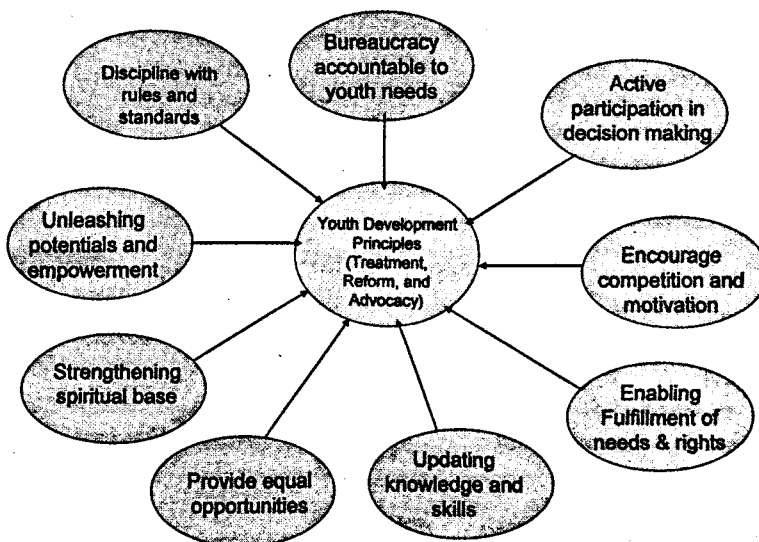 Bureaucracy
accountable to
youth needs
Discipline with
rules and
standards
Active
participation in
decision making
Unleashing
potentials and
empowerment
Youth Development
Principles
(Treatment,
Reform, and
Advocacy)
Encourage
competition and
motivation
Strengthening
spiritual base
Enabling
Fulfillment of
needs & rights
Provide equal
opportunities
Updating
knowledge and
skills